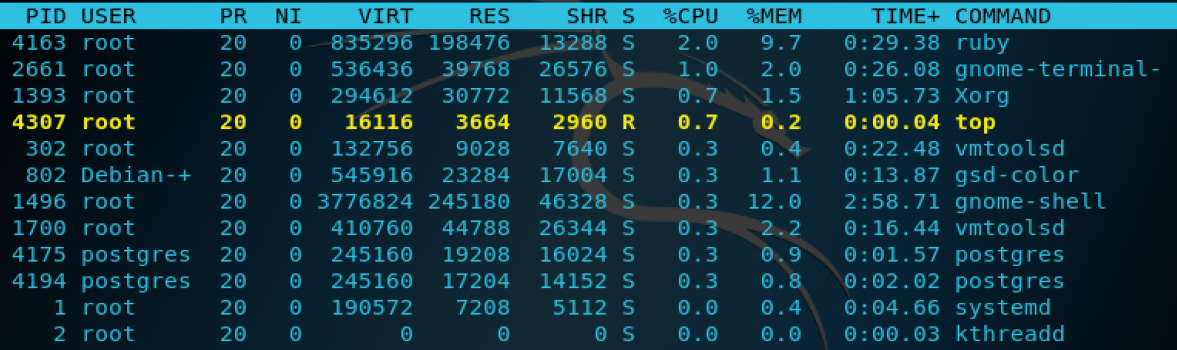 PID USER PR NI VIRT RES SHR S %CPU %MEM TIME+ COMMAND
4163 root 20 0 835296 198476 13288 S 2.0 9.7 0:29.38 ruby
2661 root 20 0 536436 39768 26576 S 1.0 2.0 0:26.08 gnome-terminal-
1393 root 20 0 294612 30772 11568 S 0.7 1.5 1:05.73 Xorg
4307 root 20 0 16116 3664 2960 R 0.7 0.2 0:00.04 top
302 root 20 0 132756 9028 7640 S 0.3 0.4 0:22.48 vmtoolsd
802 Debian-+ 20 0 545916 23284 17004 S 0.3 1.1 0:13.87 gsd-color
1496 root 20 0 3776824 245180 46328 S 0.3 12.0 2:58.71 gnome-shell
1700 root 20 0 410760 44788 26344 S 0.3 2.2 0:16.44 vmtoolsd
4175 postgres 20 0 245160 19208 16024 S 0.3 0.9 0:01.57 postgres
4194 postgres 20 0 245160 17204 14152 S 0.3 0.8 0:02.02 postgres
1 root 20 0 190572 7208 5112 S 0.0 0.4 0:04.66 systemd
2 root 20 0 0 0 0 S 0.0 0.0 0:00.03 kthreadd